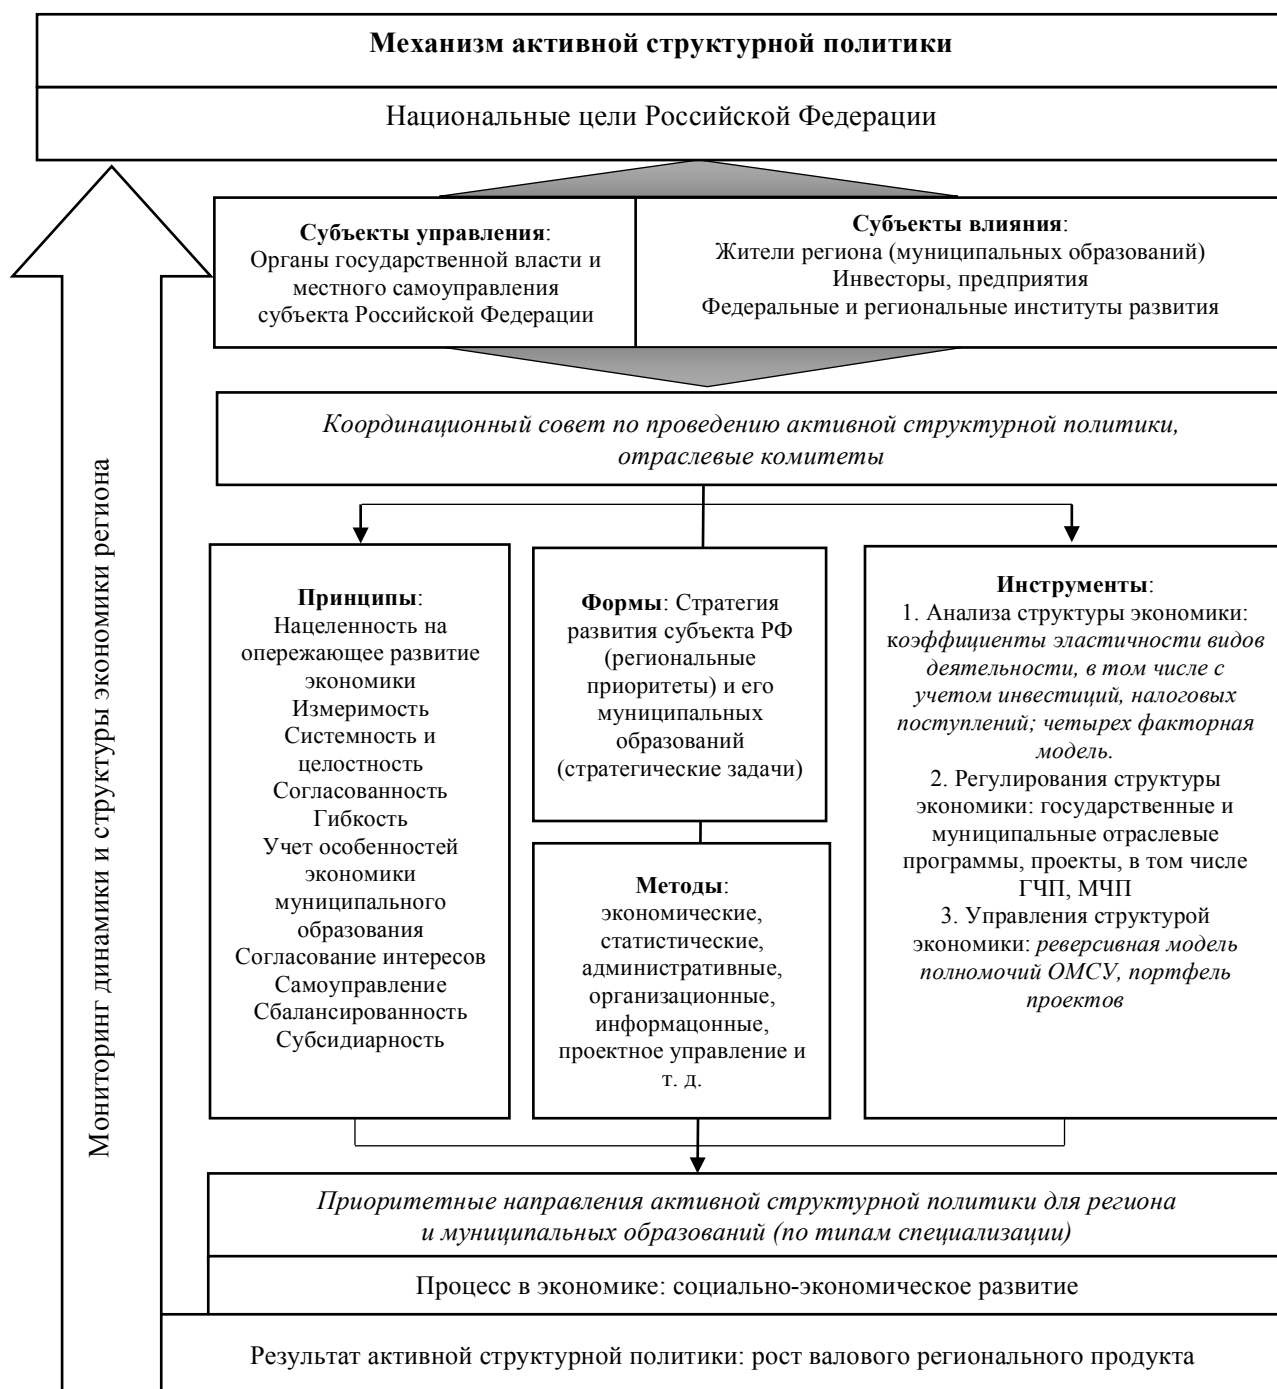 Механизм активной структурной политики
Национальные цели Российской Федерации
Субъекты управления:
Органы государственной власти и
местного самоуправления
субъекта Российской Федерации
Субъекты влияния:
Жители региона (муниципальных образований)
Инвесторы, предприятия
Федеральные и региональные институты развития
Координационный совет по проведению активной структурной политики,
отраслевые комитеты
Мониторинг динамики и структуры экономики региона
Принципы:
Нацеленность на
опережающее развитие
экономики
Измеримость
Системность и
целостность
Согласованность
Гибкость
Учет особенностей
экономики
муниципального
образования
Согласование интересов
Самоуправление
Сбалансированность
Субсидиарность
Формы: Стратегия
развития субъекта РФ
(региональные
приоритеты) и его
муниципальных
образований
(стратегические задачи)
Методы:
экономические,
статистические,
административные,
организационные,
информацонные,
проектное управление и
т. д.
Инструменты:
1. Анализа структуры экономики:
коэффициенты эластичности видов
деятельности, в том числе с
учетом инвестиций, налоговых
поступлений; четырех факторная
модель.
2. Регулирования структуры
экономики: государственные и
муниципальные отраслевые
программы, проекты, в том числе
ГЧП, МЧП
3. Управления структурой
экономики: реверсивная модель
полномочий ОМСУ, портфель
проектов
Приоритетные направления активной структурной политики для региона
и муниципальных образований (по типам специализации)
Процесс в экономике: социально-экономическое развитие
Результат активной структурной политики: рост валового регионального продукта